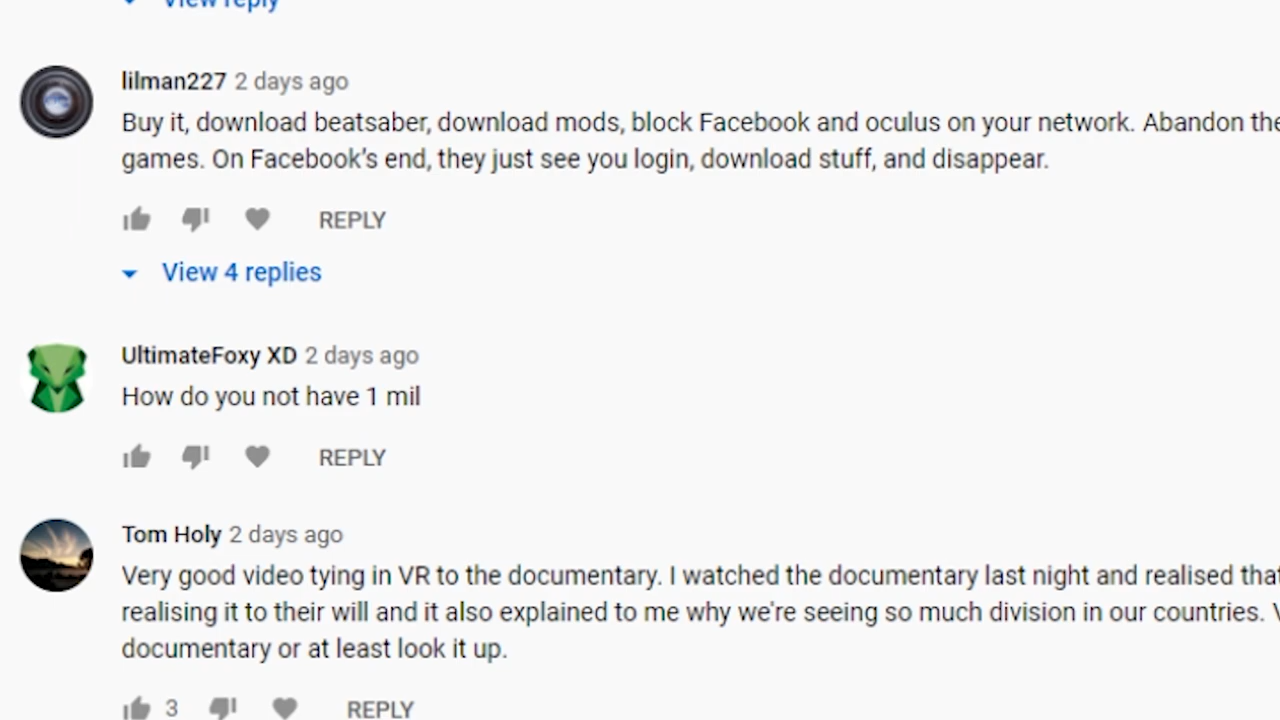 View reply
lilman227 2 days ago
Buy it, download beatsaber, download mods, block Facebook and oculus on your network. Abandon the
games. On Facebook's end, they just see you login, download stuff, and disappear.
REPLY
View 4 replies
UltimateFoxy XD 2 days ago
How do you not have 1 mil
REPLY
Tom Holy 2 days ago
Very good video tying in VR to the documentary. I watched the documentary last night and realised that
realising it to their will and it also explained to me why we're seeing so much division in our countries.
documentary or at least look it up.
3 REPLY